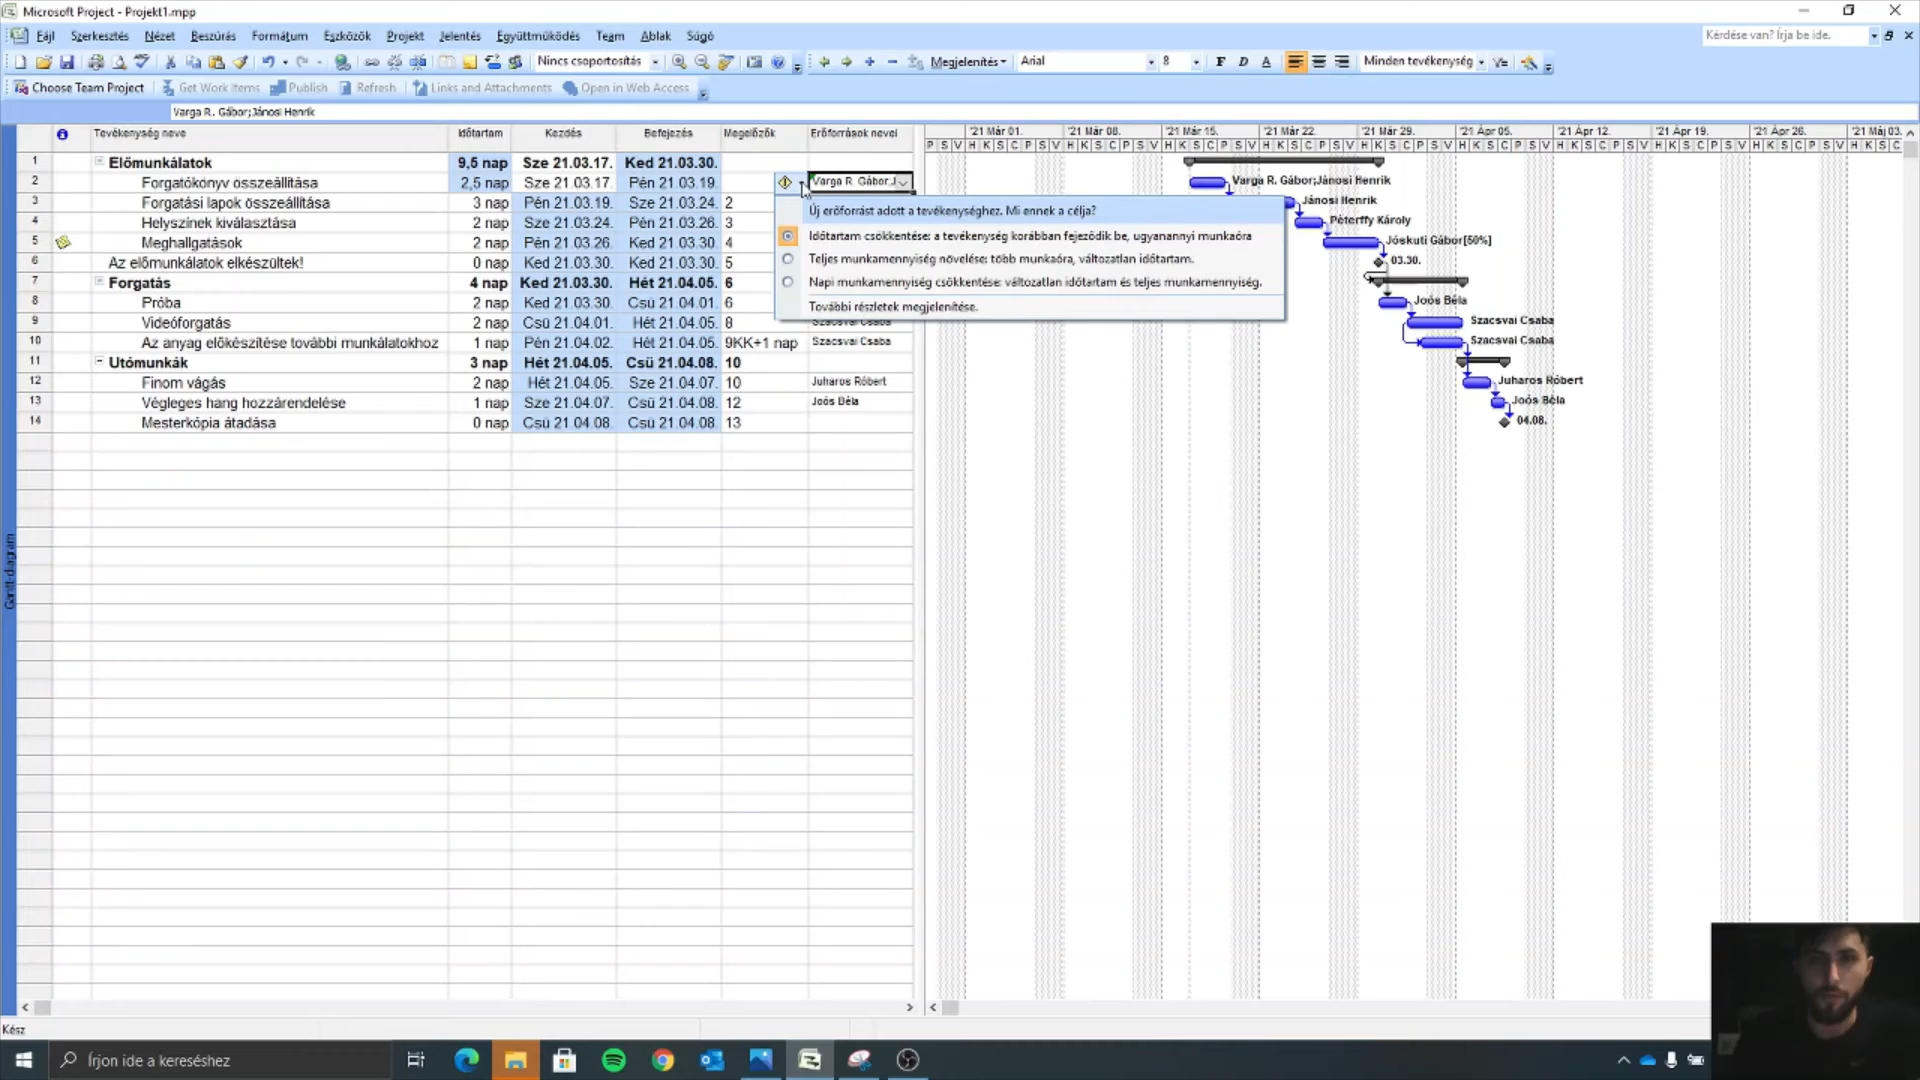 Microsoft Project - Projekt1.mpp
Fájl Szerkesztés Nézet Beszúrás Formátum Eszközök Projekt Jelentés Együttműködés Team Ablak Súgó
Kérdése van? Írja be ide.
Nincs csoportosítás
Megjelenítés
Arial
8
F D A
Minden tevékenység
Choose Team Project Get Work Items Publish Refresh Links and Attachments Open in Web Access
Varga R. Gábor;Jánosi Henrik
Tevékenység neve Időtartam Kezdés Befejezés Megelőzők Erőforrások nevei
'21 Már 01. '21 Már 08. '21 Már 15. '21 Már 22. '21 Már 29. '21 Ápr 05. '21 Ápr 12. '21 Ápr 19. '21 Ápr 26. '21 Máj 03.
P S V H K S C P S V H K S C P S V H K S C P S V H K S C P S V H K S C P S V H K S C P S V H K S C P S V H K S C P S V H K S C P S V H K S C
1 Előmunkálatok 9,5 nap Sze 21.03.17. Ked 21.03.30.
2 Forgatókönyv összeállítása 2,5 nap Sze 21.03.17. Pén 21.03.19. Varga R. Gábor;J
Varga R. Gábor;Jánosi Henrik
3 Forgatási lapok összeállítása 3 nap Pén 21.03.19. Sze 21.03.24. 2
Jánosi Henrik
4 Helyszínek kiválasztása 2 nap Sze 21.03.24. Pén 21.03.26. 3
Péterffy Károly
5 Meghallgatások 2 nap Pén 21.03.26. Ked 21.03.30. 4
Jóskuti Gábor[50%]
6 Az előmunkálatok elkészültek! 0 nap Ked 21.03.30. Ked 21.03.30. 5
03.30.
7 Forgatás 4 nap Ked 21.03.30. Hét 21.04.05. 6
8 Próba 2 nap Ked 21.03.30. Csü 21.04.01. 6
Joós Béla
9 Videóforgatás 2 nap Csü 21.04.01. Hét 21.04.05. 8 Szacsvai Csaba
Szacsvai Csaba
10 Az anyag előkészítése további munkálatokhoz 1 nap Pén 21.04.02. Hét 21.04.05. 9KK+1 nap Szacsvai Csaba
Szacsvai Csaba
11 Utómunkák 3 nap Hét 21.04.05. Csü 21.04.08. 10
12 Finom vágás 2 nap Hét 21.04.05. Sze 21.04.07. 10 Juharos Róbert
Juharos Róbert
13 Végleges hang hozzárendelése 1 nap Sze 21.04.07. Csü 21.04.08. 12 Joós Béla
Joós Béla
14 Mesterkópia átadása 0 nap Csü 21.04.08. Csü 21.04.08. 13
04.08.
Új erőforrást adott a tevékenységhez. Mi ennek a célja?
Időtartam csökkentése: a tevékenység korábban fejeződik be, ugyanannyi munkaóra
Teljes munkamennyiség növelése: több munkaóra, változatlan időtartam.
Napi munkamennyiség csökkentése: változatlan időtartam és teljes munkamennyiség.
További részletek megjelenítése.
Gantt-diagram
Kész
Írjon ide a kereséshez